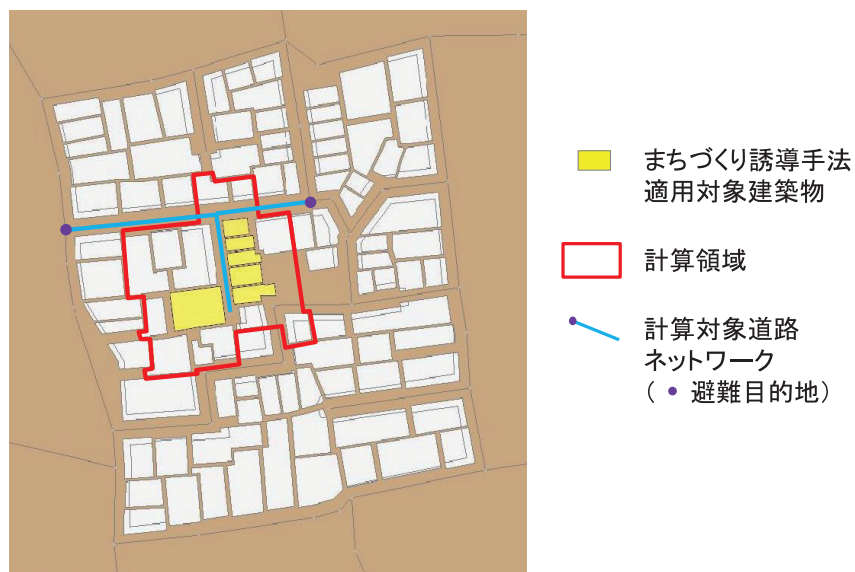 まちづくり誘導手法
適用対象建築物
計算領域
計算対象道路
ネットワーク
( • 避難目的地)